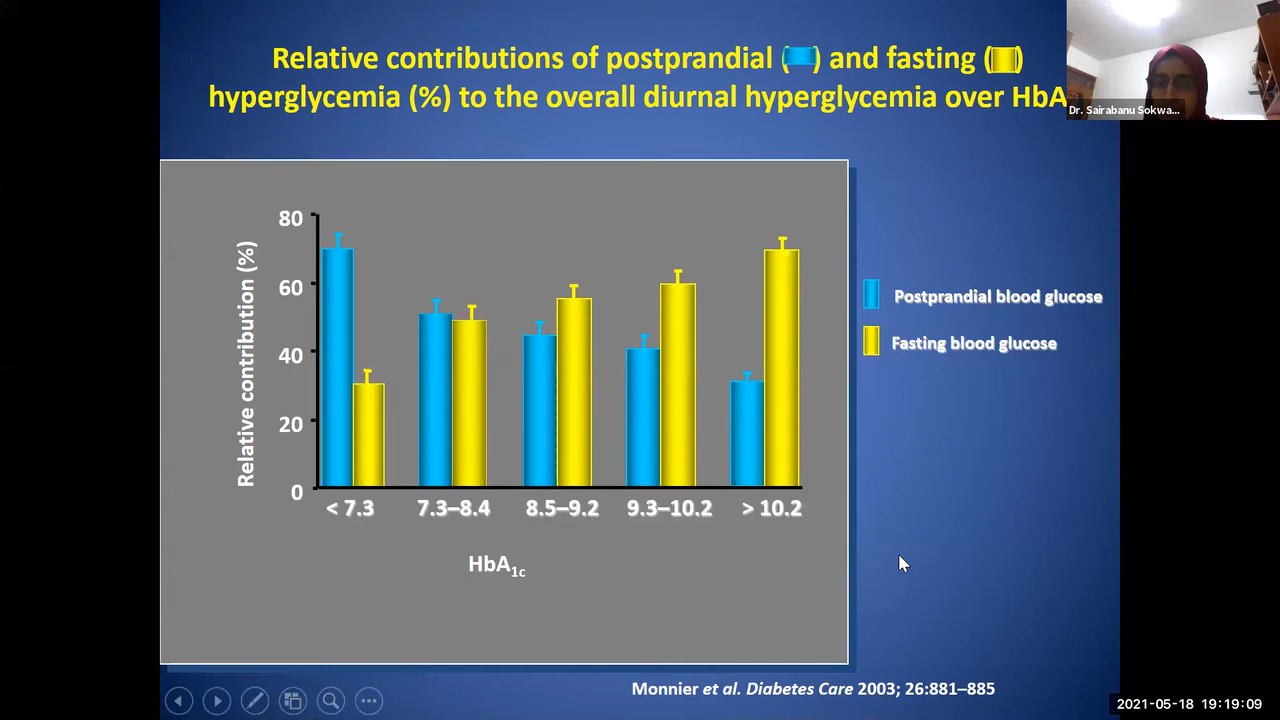 Relative contributions of postprandial ( ) and fasting ( )
hyperglycemia (%) to the overall diurnal hyperglycemia over HbA
Dr. Sairabanu Sokwa...
Relative contribution (%)
80
60
40
20
0
< 7.3 7.3–8.4 8.5–9.2 9.3–10.2 > 10.2
HbA1c
Postprandial blood glucose
Fasting blood glucose
Monnier et al. Diabetes Care 2003; 26:881–885
2021-05-18 19:19:09